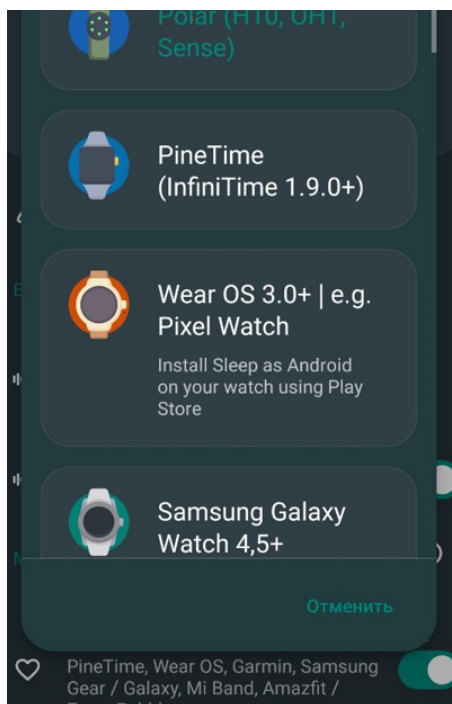 Polar (H10, OH1,
Sense)
PineTime
(InfiniTime 1.9.0+)
Wear OS 3.0+ | e.g.
Pixel Watch
Install Sleep as Android
on your watch using Play
Store
Samsung Galaxy
Watch 4,5+
Отменить
PineTime, Wear OS, Garmin, Samsung
Gear / Galaxy, Mi Band, Amazfit /